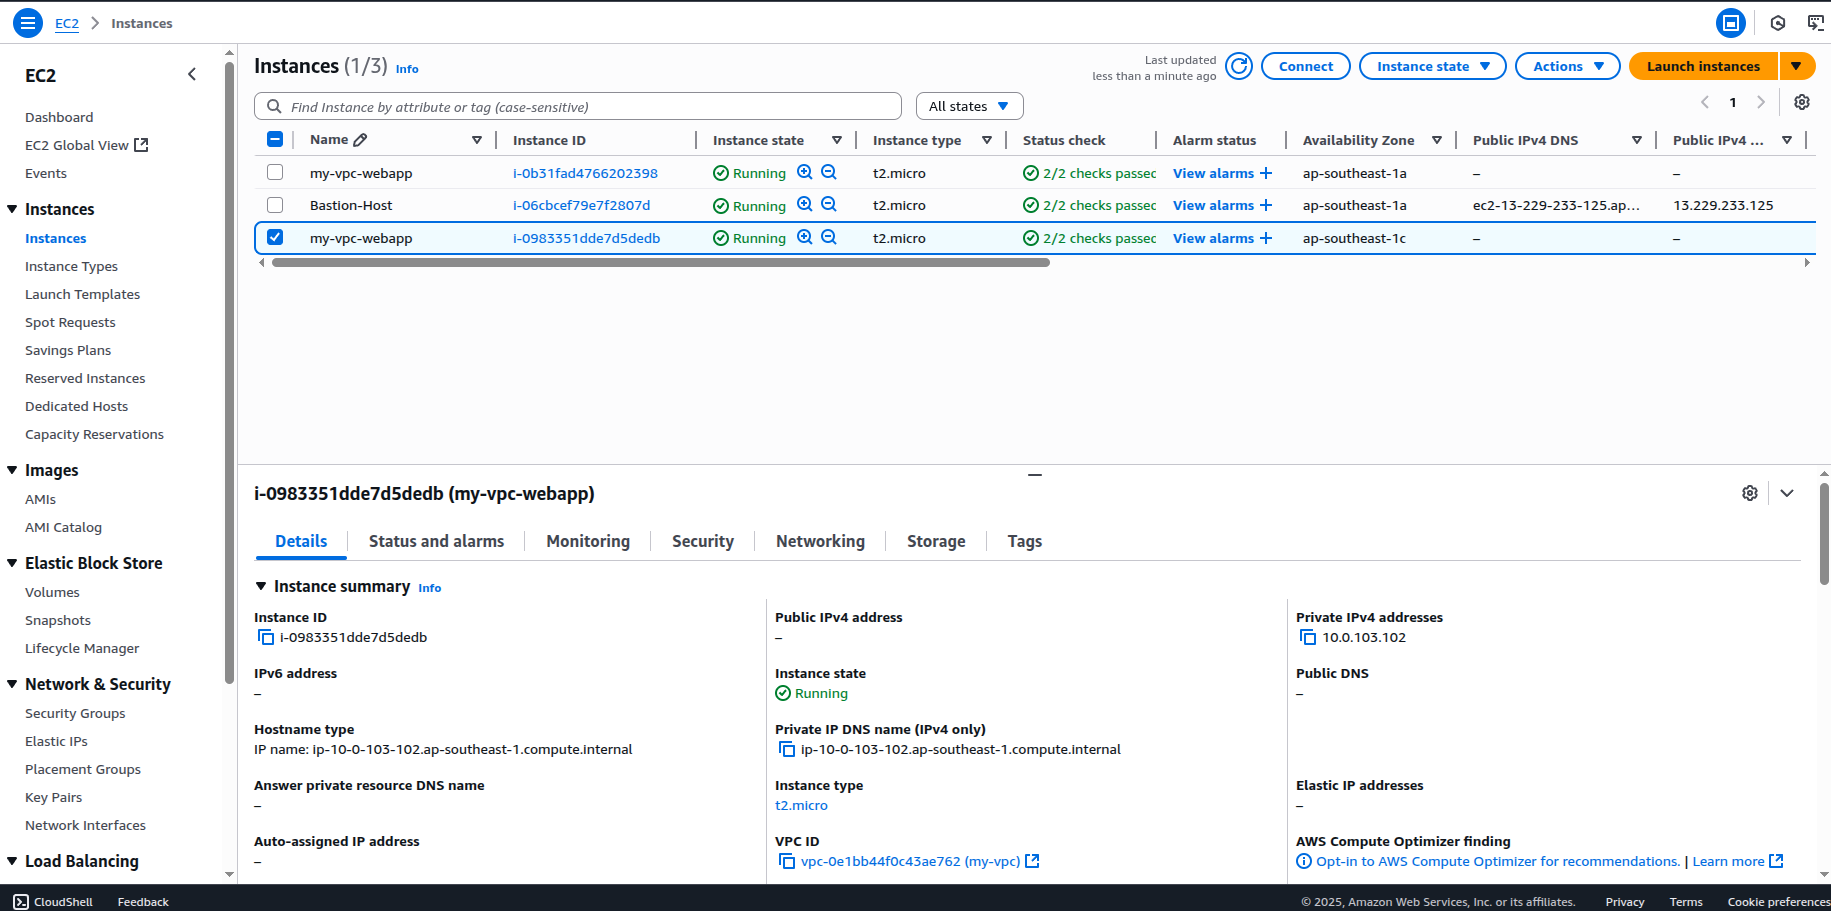 EC2 > Instances
EC2
Dashboard
EC2 Global View
Events
Instances
Instances
Instance Types
Launch Templates
Spot Requests
Savings Plans
Reserved Instances
Dedicated Hosts
Capacity Reservations
Images
AMIs
AMI Catalog
Elastic Block Store
Volumes
Snapshots
Lifecycle Manager
Network & Security
Security Groups
Elastic IPs
Placement Groups
Key Pairs
Network Interfaces
Load Balancing
Instances (1/3) Info
Last updated
less than a minute ago
Connect
Instance state
Actions
Launch instances
Find Instance by attribute or tag (case-sensitive)
All states
1
Name Instance ID Instance state Instance type Status check Alarm status Availability Zone Public IPv4 DNS Public IPv4 ...
my-vpc-webapp i-0b31fad4766202398 Running t2.micro 2/2 checks passec View alarms + ap-southeast-1a – –
Bastion-Host i-06cbcef79e7f2807d Running t2.micro 2/2 checks passec View alarms + ap-southeast-1a ec2-13-229-233-125.ap... 13.229.233.125
my-vpc-webapp i-0983351dde7d5dedb Running t2.micro 2/2 checks passec View alarms + ap-southeast-1c – –
i-0983351dde7d5dedb (my-vpc-webapp)
Details Status and alarms Monitoring Security Networking Storage Tags
Instance summary Info
Instance ID
i-0983351dde7d5dedb
Public IPv4 address
–
Private IPv4 addresses
10.0.103.102
IPv6 address
–
Instance state
Running
Public DNS
–
Hostname type
IP name: ip-10-0-103-102.ap-southeast-1.compute.internal
Private IP DNS name (IPv4 only)
ip-10-0-103-102.ap-southeast-1.compute.internal
Answer private resource DNS name
–
Instance type
t2.micro
Elastic IP addresses
–
Auto-assigned IP address
–
VPC ID
vpc-0e1bb44f0c43ae762 (my-vpc)
AWS Compute Optimizer finding
Opt-in to AWS Compute Optimizer for recommendations. | Learn more
CloudShell Feedback © 2025, Amazon Web Services, Inc. or its affiliates. Privacy Terms Cookie preferences